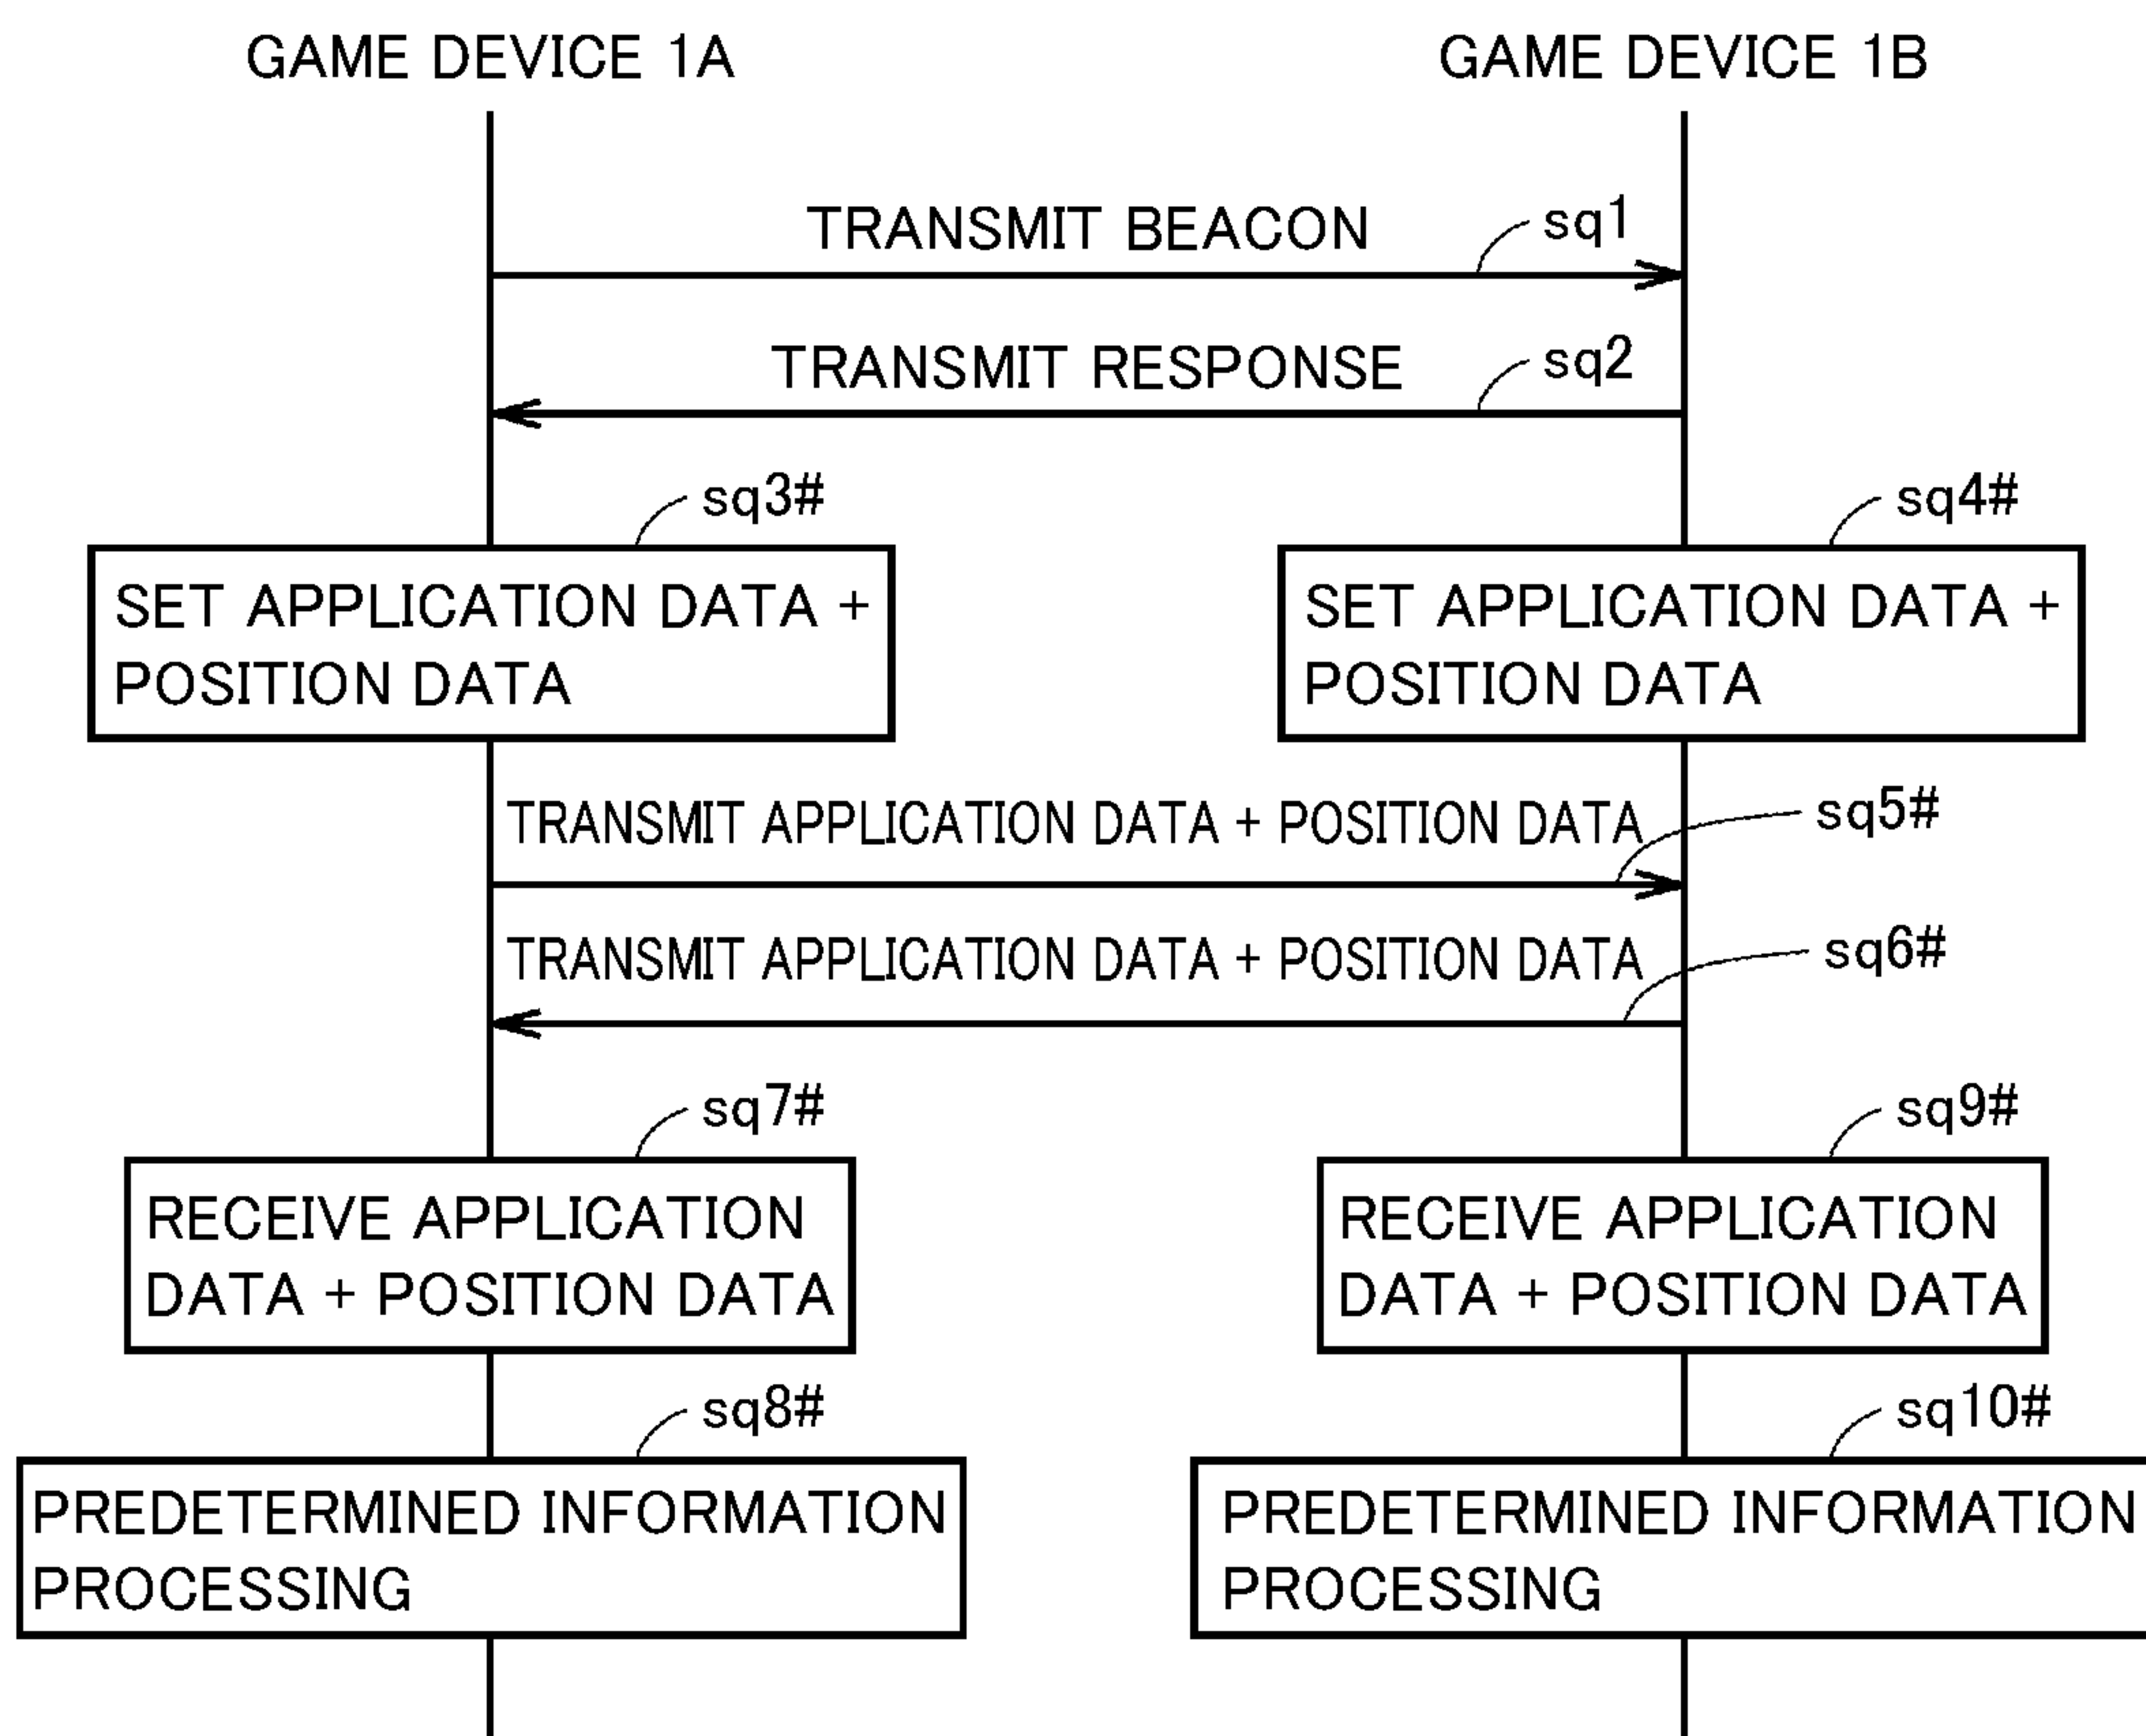 GAME DEVICE 1A
GAME DEVICE 1B
TRANSMIT BEACON
sq1
TRANSMIT RESPONSE
sq2
sq3#
sq4#
SET APPLICATION DATA +
POSITION DATA
SET APPLICATION DATA +
POSITION DATA
TRANSMIT APPLICATION DATA + POSITION DATA
sq5#
TRANSMIT APPLICATION DATA + POSITION DATA
sq6#
sq7#
sq9#
RECEIVE APPLICATION
DATA + POSITION DATA
RECEIVE APPLICATION
DATA + POSITION DATA
sq8#
sq10#
PREDETERMINED INFORMATION
PROCESSING
PREDETERMINED INFORMATION
PROCESSING